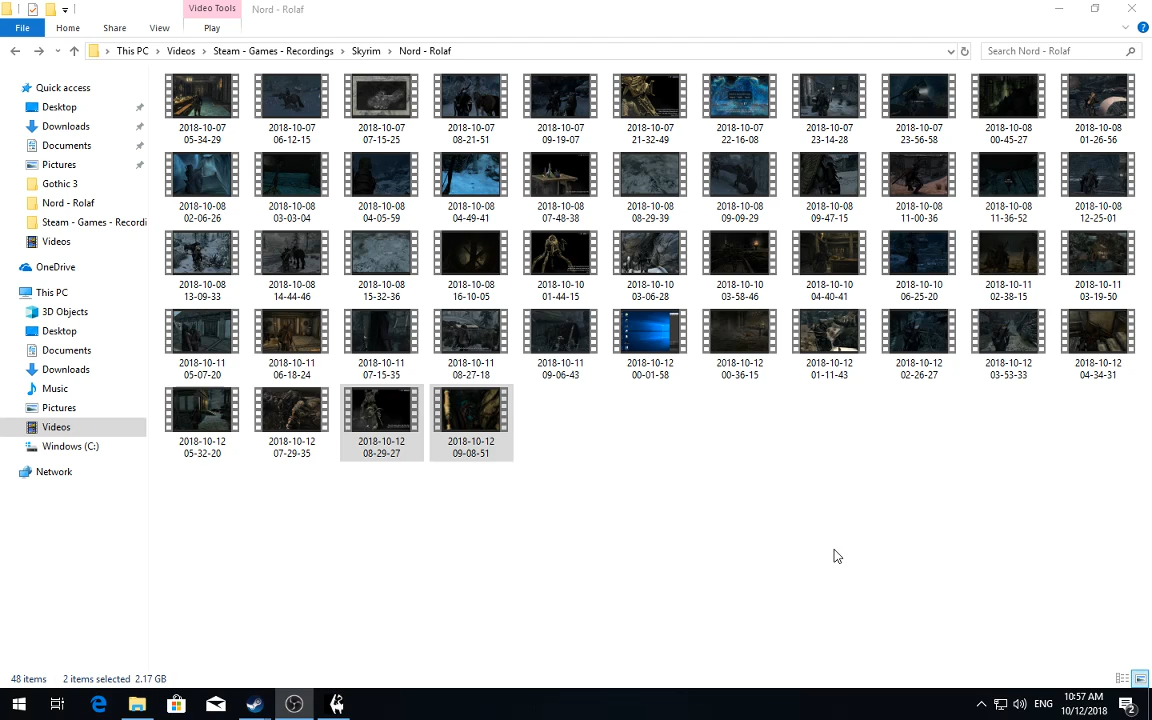 Video Tools
Nord - Rolaf
File
Home
Share
View
Play
This PC
Videos
Steam - Games - Recordings
Skyrim
Nord - Rolaf
Search Nord - Rolaf
Quick access
Desktop
Downloads
Documents
Pictures
Gothic 3
Nord - Rolaf
Steam - Games - Recordi
Videos
OneDrive
This PC
3D Objects
Desktop
Documents
Downloads
Music
Pictures
Videos
Windows (C:)
Network
2018-10-07
05-34-29
2018-10-07
06-12-15
2018-10-07
07-15-25
2018-10-07
08-21-51
2018-10-07
09-19-07
2018-10-07
21-32-49
2018-10-07
22-16-08
2018-10-07
23-14-28
2018-10-07
23-56-58
2018-10-08
00-45-27
2018-10-08
01-26-56
2018-10-08
02-06-26
2018-10-08
03-03-04
2018-10-08
04-05-59
2018-10-08
04-49-41
2018-10-08
07-48-38
2018-10-08
08-29-39
2018-10-08
09-09-29
2018-10-08
09-47-15
2018-10-08
11-00-36
2018-10-08
11-36-52
2018-10-08
12-25-01
2018-10-08
13-09-33
2018-10-08
14-44-46
2018-10-08
15-32-36
2018-10-08
16-10-05
2018-10-10
01-44-15
2018-10-10
03-06-28
2018-10-10
03-58-46
2018-10-10
04-40-41
2018-10-10
06-25-20
2018-10-11
02-38-15
2018-10-11
03-19-50
2018-10-11
05-07-20
2018-10-11
06-18-24
2018-10-11
07-15-35
2018-10-11
08-27-18
2018-10-11
09-06-43
2018-10-12
00-01-58
2018-10-12
00-36-15
2018-10-12
01-11-43
2018-10-12
02-26-27
2018-10-12
03-53-33
2018-10-12
04-34-31
2018-10-12
05-32-20
2018-10-12
07-29-35
2018-10-12
08-29-27
2018-10-12
09-08-51
48 items
2 items selected 2.17 GB
ENG
10:57 AM
10/12/2018
2